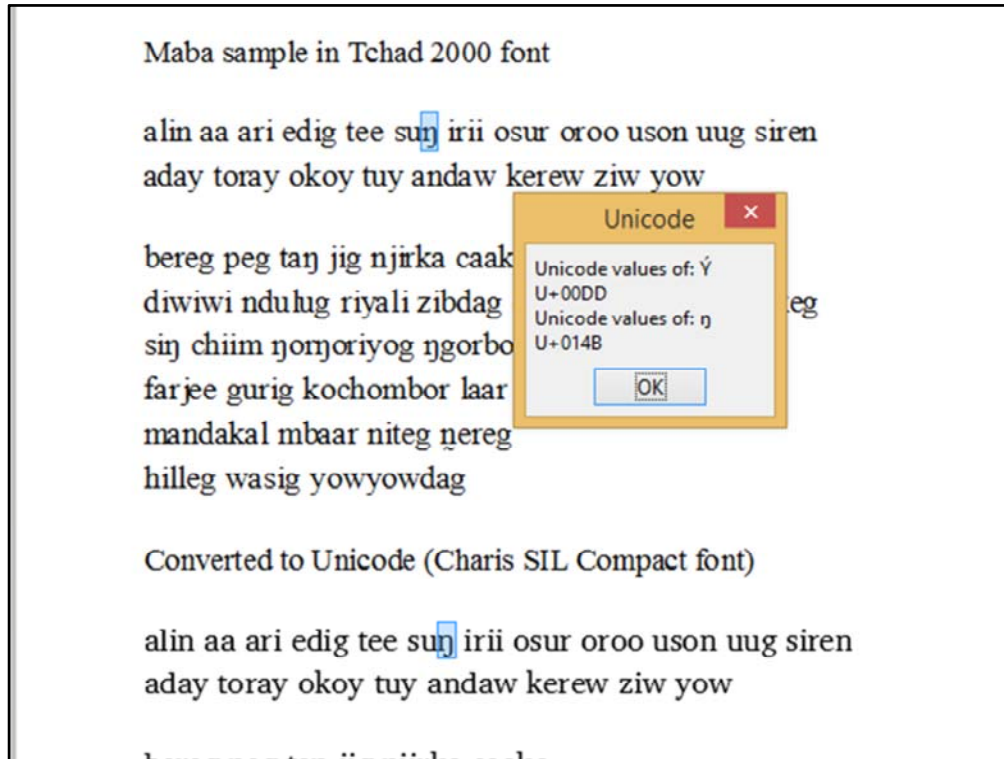 Maba sample in Tchad 2000 font
alin aa ari edig tee suŋ irii osur oroo uson uug siren
aday toray okoy tuy andaw kerew ziw yow
bereg peg taŋ jig njɨrka caak
diwiwi ndulug riyali zibdag
siŋ chiim ŋorŋoriyog ŋgorbo
farjee gurig kochombor laar
mandakal mbaar niteg n̰ereg
hilleg wasig yowyowdag
Unicode
Unicode values of: Ý
U+00DD
Unicode values of: ŋ
U+014B
OK
Converted to Unicode (Charis SIL Compact font)
alin aa ari edig tee suŋ irii osur oroo uson uug siren
aday toray okoy tuy andaw kerew ziw yow